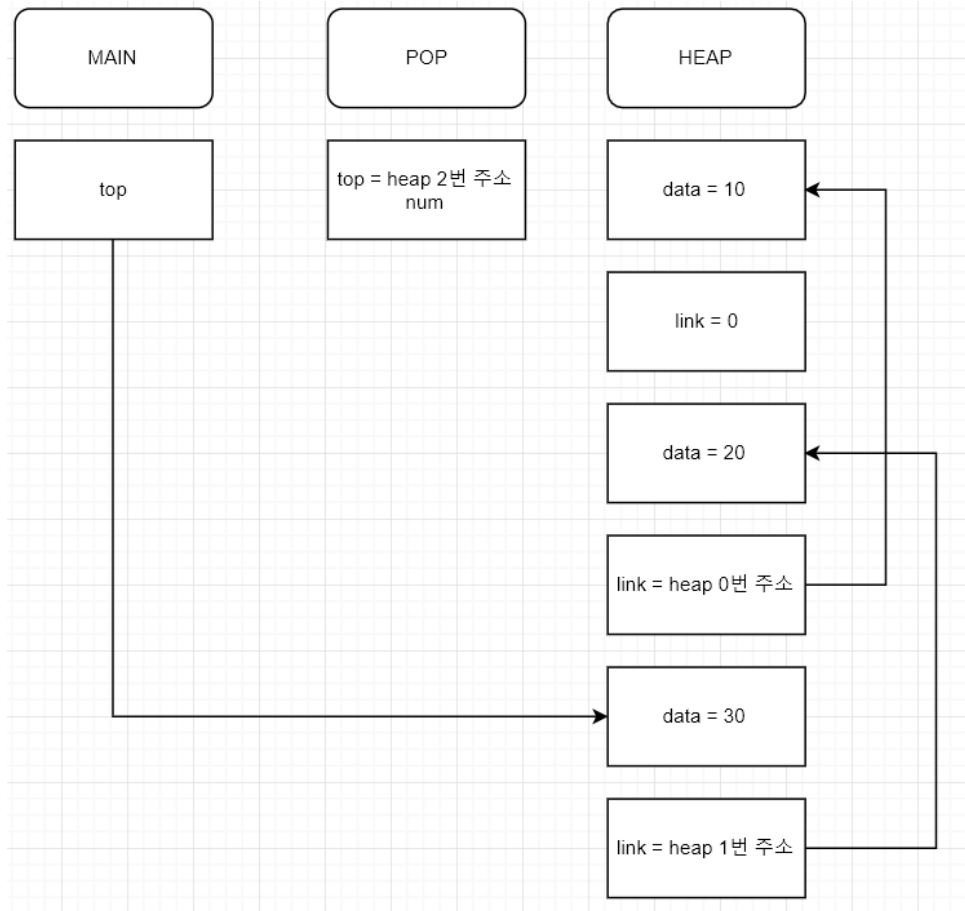 MAIN
POP
HEAP
top
top = heap 2번 주소
num
data = 10
link = 0
data = 20
link = heap 0번 주소
data = 30
link = heap 1번 주소